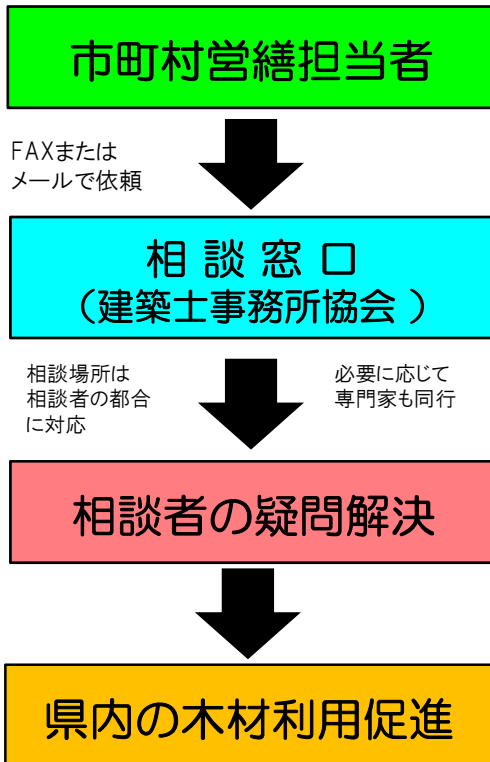 市町村営繕担当者
FAXまたは
メールで依頼
相談窓口
（建築士事務所協会）
相談場所は
相談者の都合
に対応
必要に応じて
専門家も同行
相談者の疑問解決
県内の木材利用促進